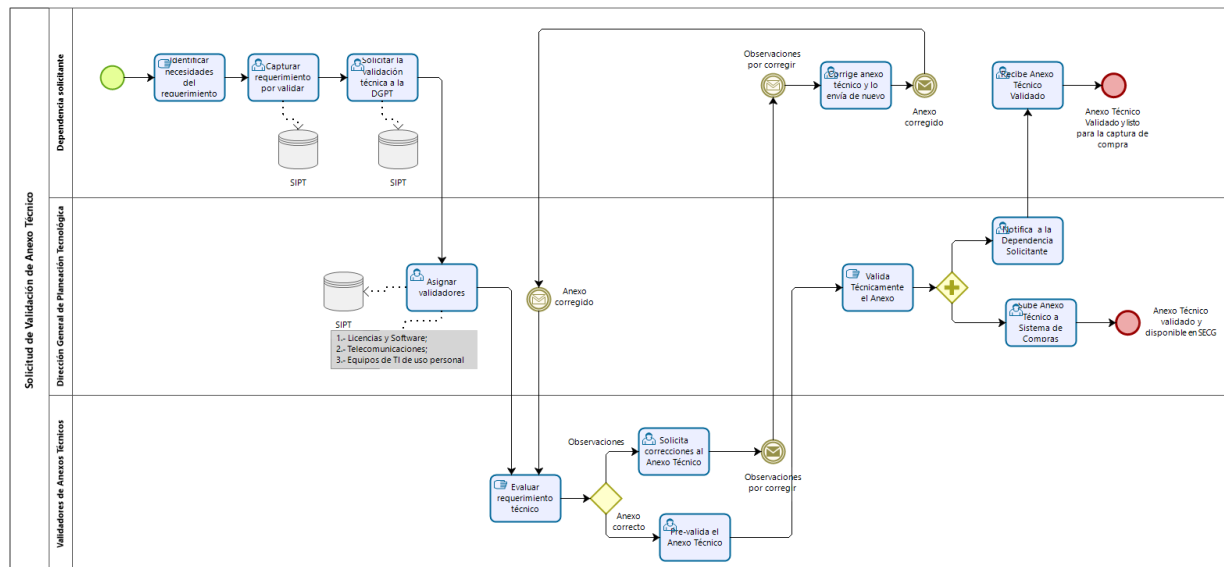 Solicitud de Validación de Anexo Técnico
Dependencia solicitante
Identificar
necesidades
del
requerimiento
Capturar
requerimiento
por validar
Solicitar la
validación
técnica a la
DGPT
SIPT
SIPT
Observaciones
por corregir
Corrige anexo
técnico y lo
envía de nuevo
Anexo
corregido
Recibe Anexo
Técnico
Validado
Anexo Técnico
Validado y listo
para la captura de
compra
Dirección General de Planeación Tecnológica
Asignar
validadores
SIPT
1.- Licencias y Software;
2.- Telecomunicaciones;
3.- Equipos de TI de uso personal
Anexo
corregido
Valida
Técnicamente
el Anexo
Notifica a la
Dependencia
Solicitante
Sube Anexo
Técnico a
Sistema de
Compras
Anexo Técnico
validado y
disponible en SECG
Validadores de Anexos Técnicos
Evaluar
requerimiento
técnico
Observaciones
Solicita
correcciones al
Anexo Técnico
Observaciones
por corregir
Anexo
correcto
Pre-valida el
Anexo Técnico